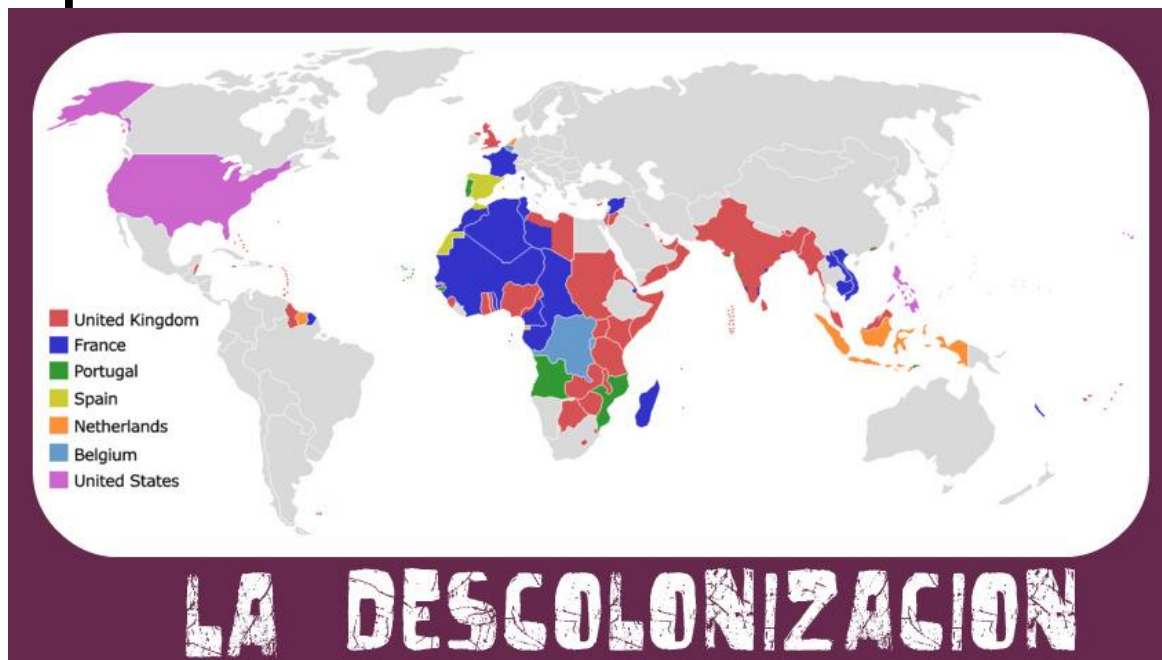 United Kingdom
France
Portugal
Spain
Netherlands
Belgium
United States
LA DESCOLONIZACION